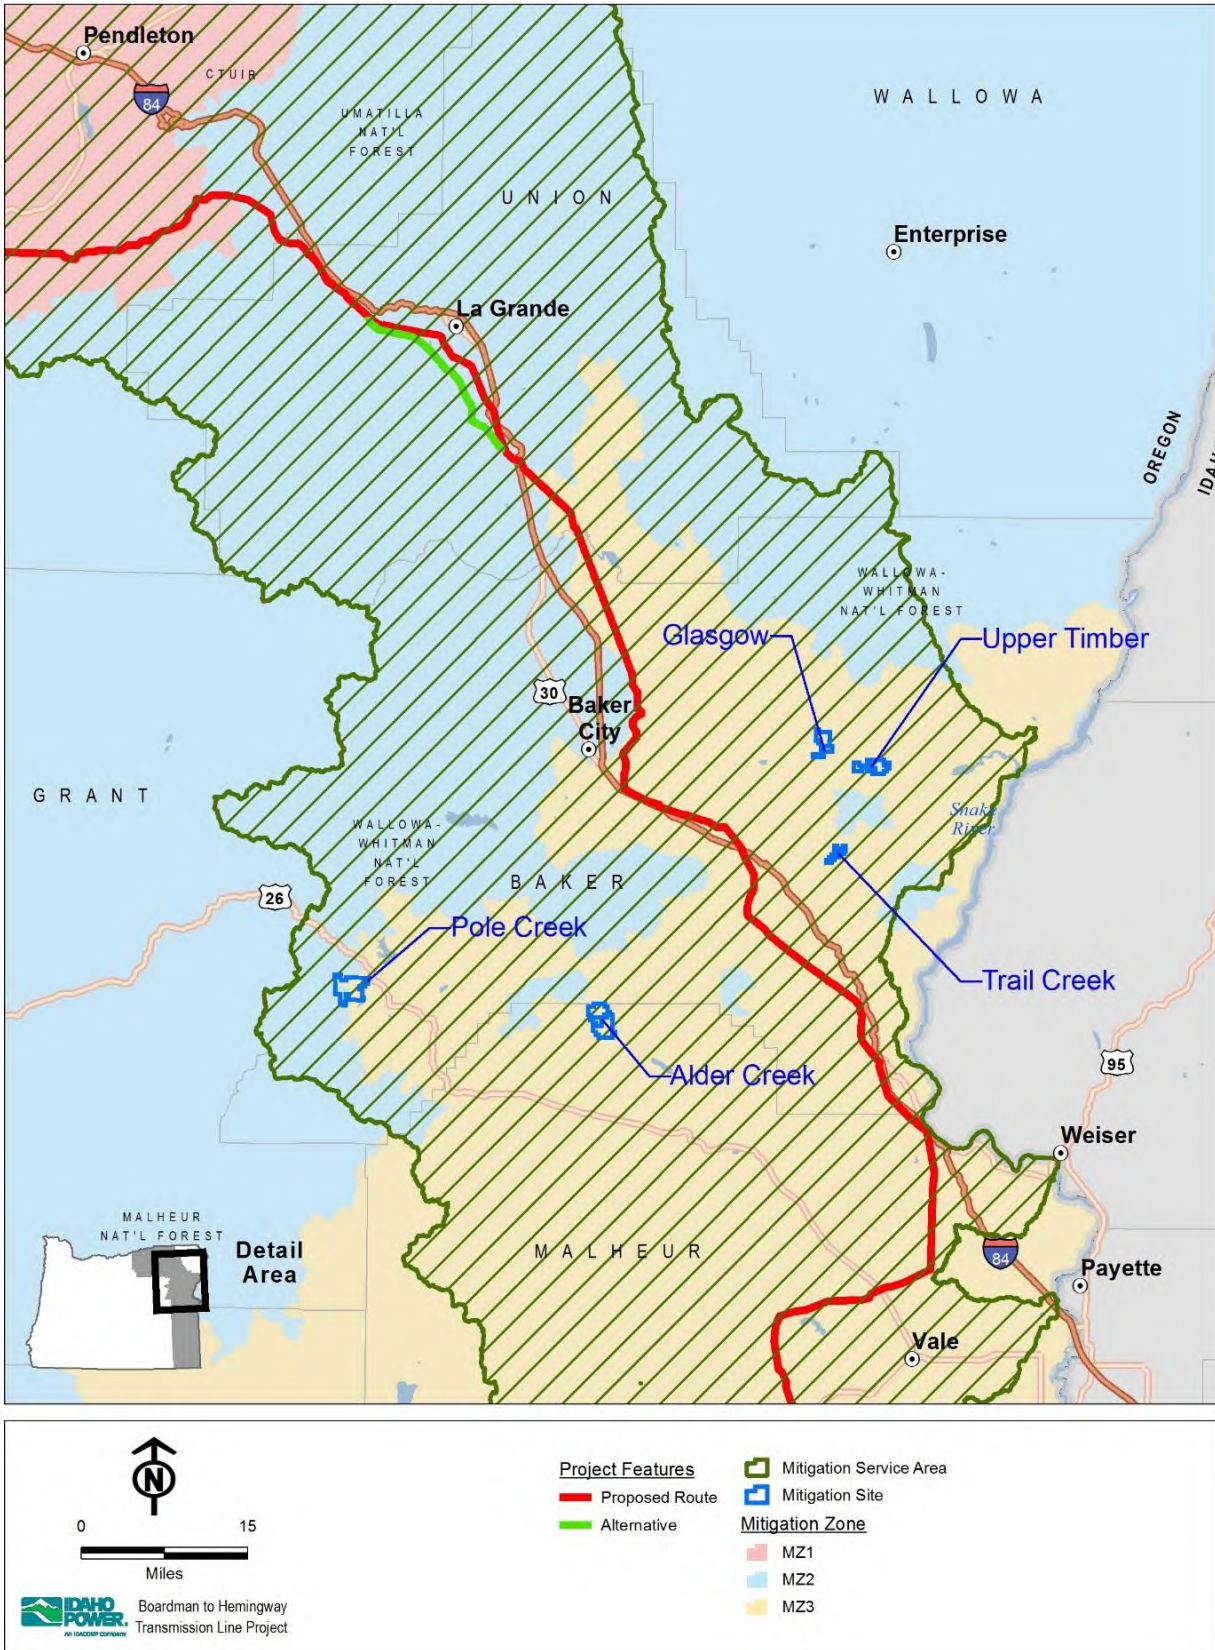 Pendleton
CTUIR
84
UMATILLA
NAT'L
FOREST
WALLOWA
UNION
Enterprise
La Grande
OREGON
WALLOWA-
WHITMAN
NAT'L FOREST
Glasgow
Upper Timber
30
Baker
City
GRANT
Snake
River
WALLOWA-
WHITMAN
NAT'L
FOREST
BAKER
26
Pole Creek
Trail Creek
Alder Creek
95
Weiser
MALHEUR
NAT'L FOREST
Detail
Area
MALHEUR
84
Payette
Vale
N
0 15
Miles
IDAHO
POWER.
An IDACORP Company
Boardman to Hemingway
Transmission Line Project
Project Features
Proposed Route
Alternative
Mitigation Service Area
Mitigation Site
Mitigation Zone
MZ1
MZ2
MZ3